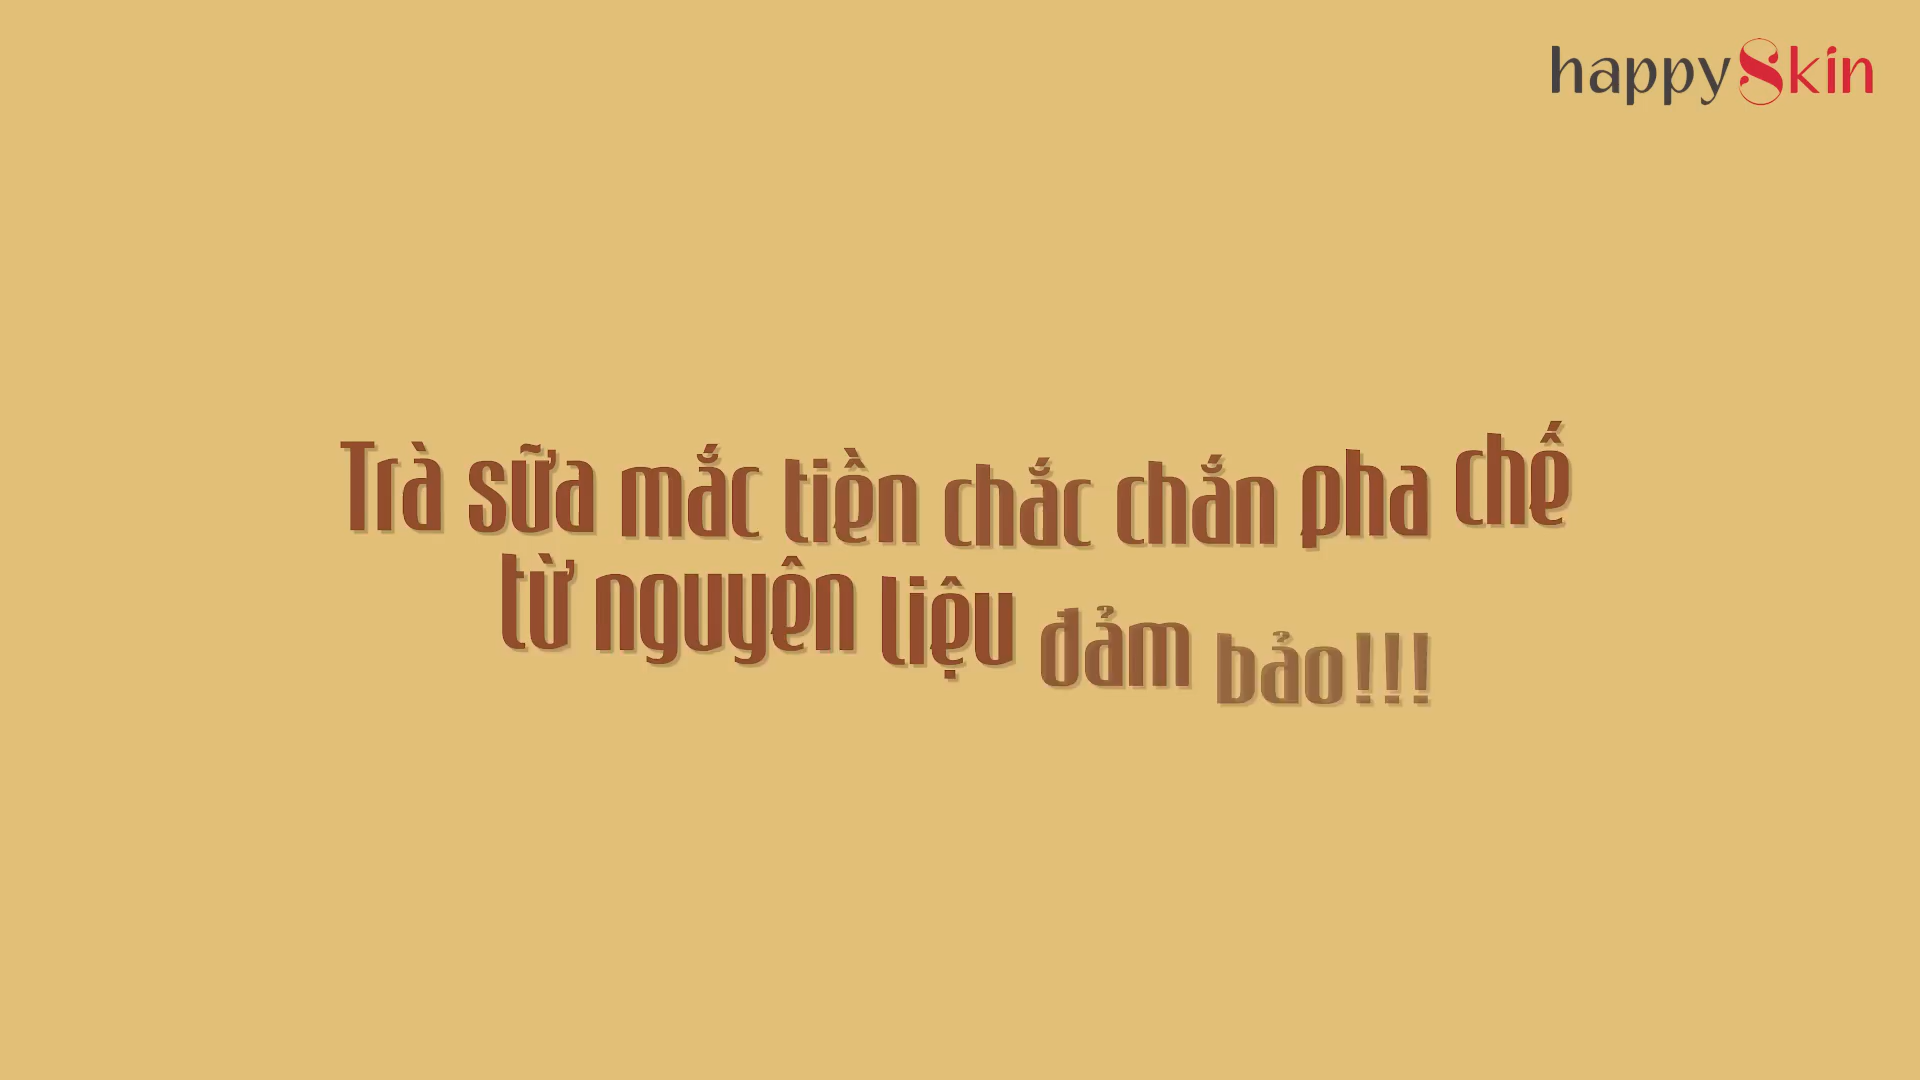 happySkin
Trà sữa mắc tiền chắc chắn pha chế
từ nguyên liệu đảm bảo!!!